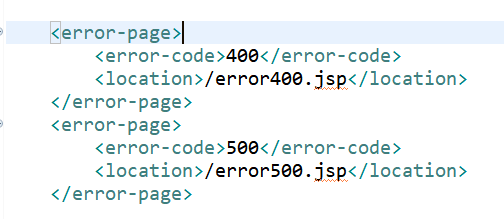 <error-page>
<error-code>400</error-code>
<location>/error400.jsp</location>
</error-page>
<error-page>
<error-code>500</error-code>
<location>/error500.jsp</location>
</error-page>